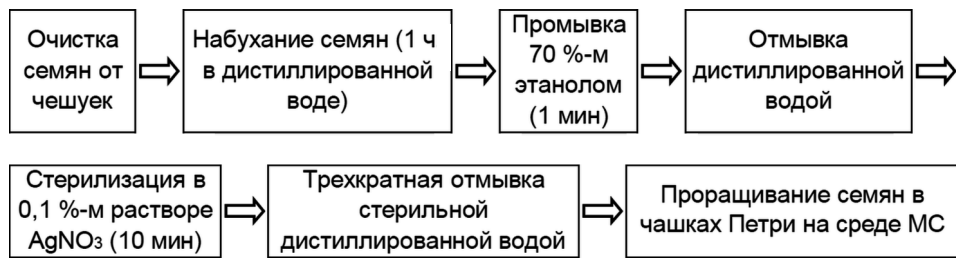 Очистка
семян от
чешуек
Набухание семян (1 ч
в дистиллированной
воде)
Промывка
70 %-м
этанолом
(1 мин)
Отмывка
дистиллированной
водой
Стерилизация в
0,1 %-м растворе
AgNO₃ (10 мин)
Трехкратная отмывка
стерильной
дистиллированной водой
Проращивание семян в
чашках Петри на среде МС